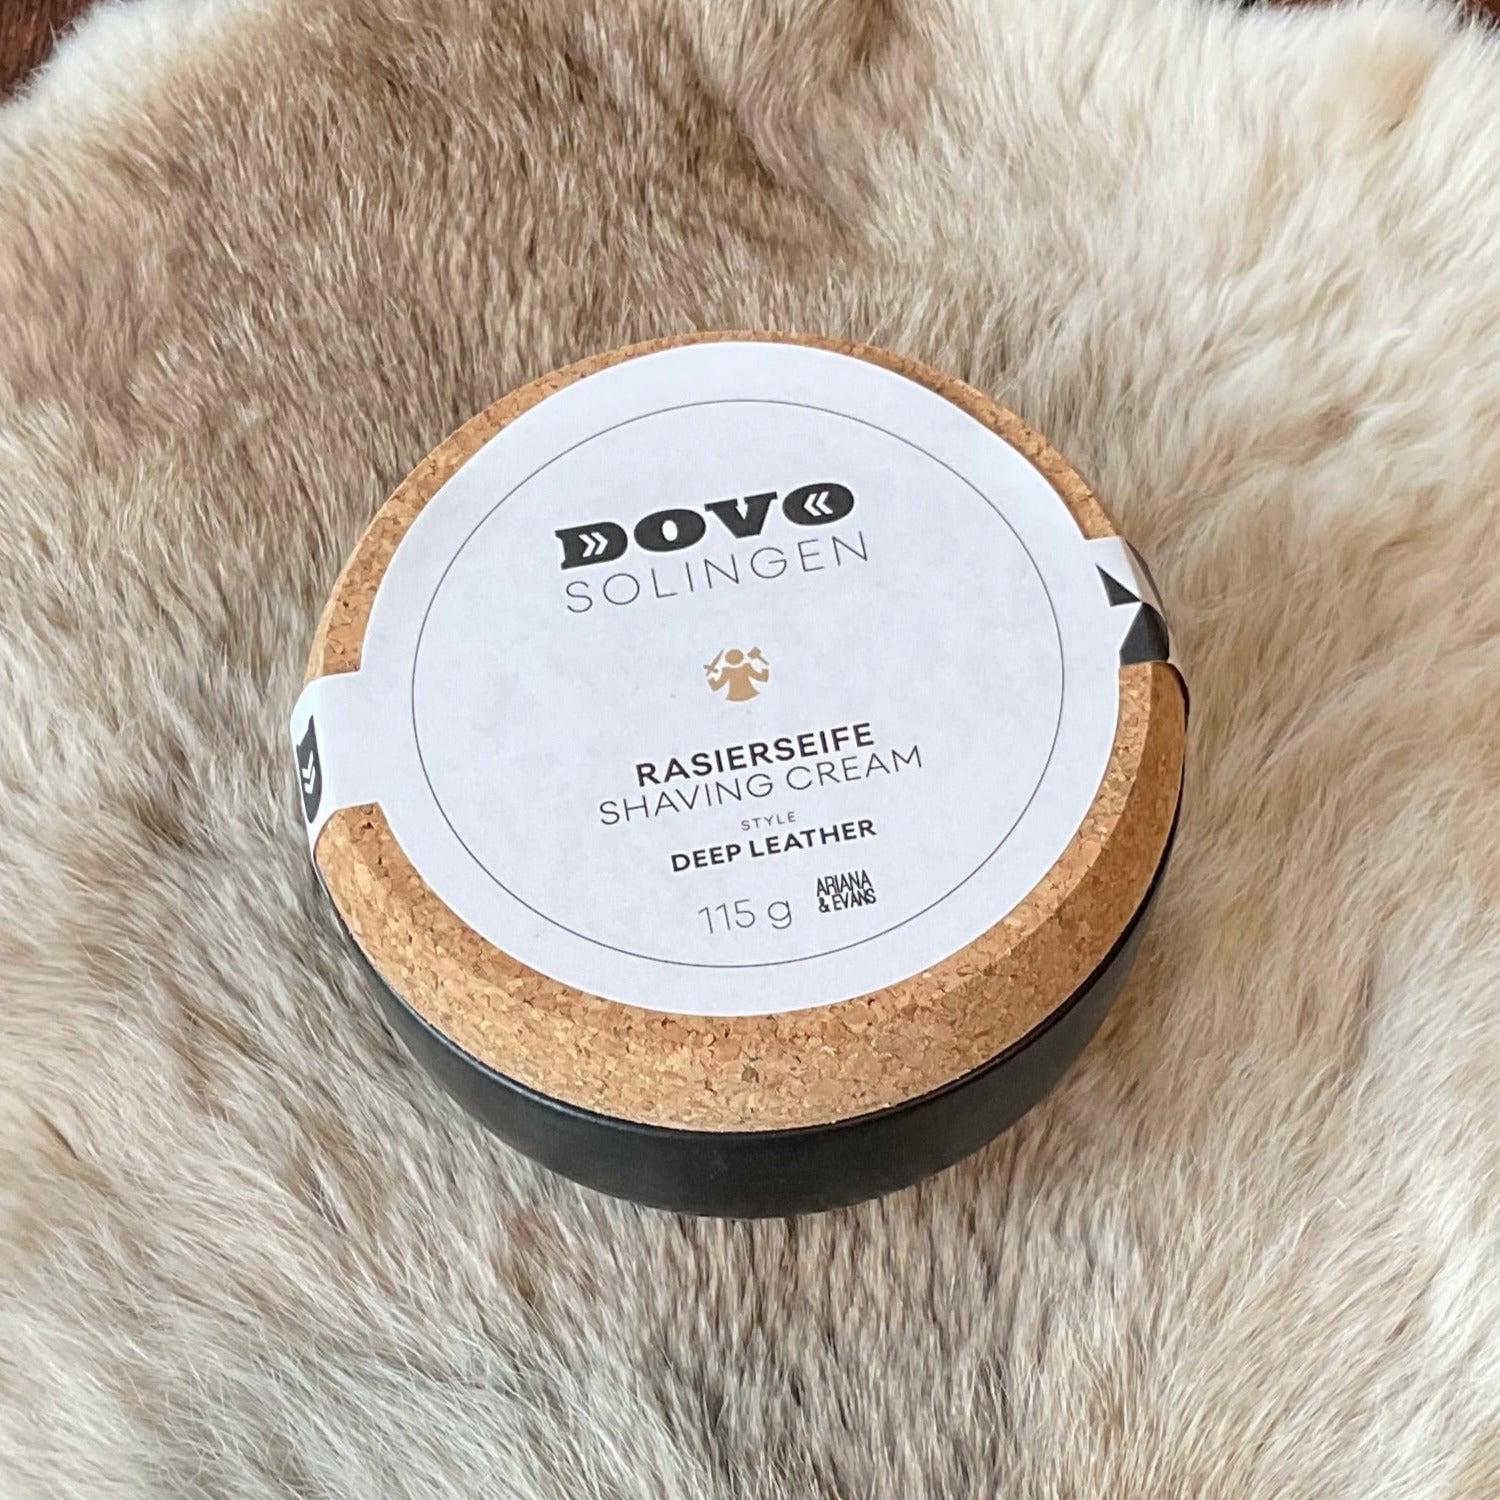 DOVO
SOLINGEN
RASIERSEIFE
SHAVING CREAM
STYLE
DEEP LEATHER
115 g
ARIANA
& EVANS